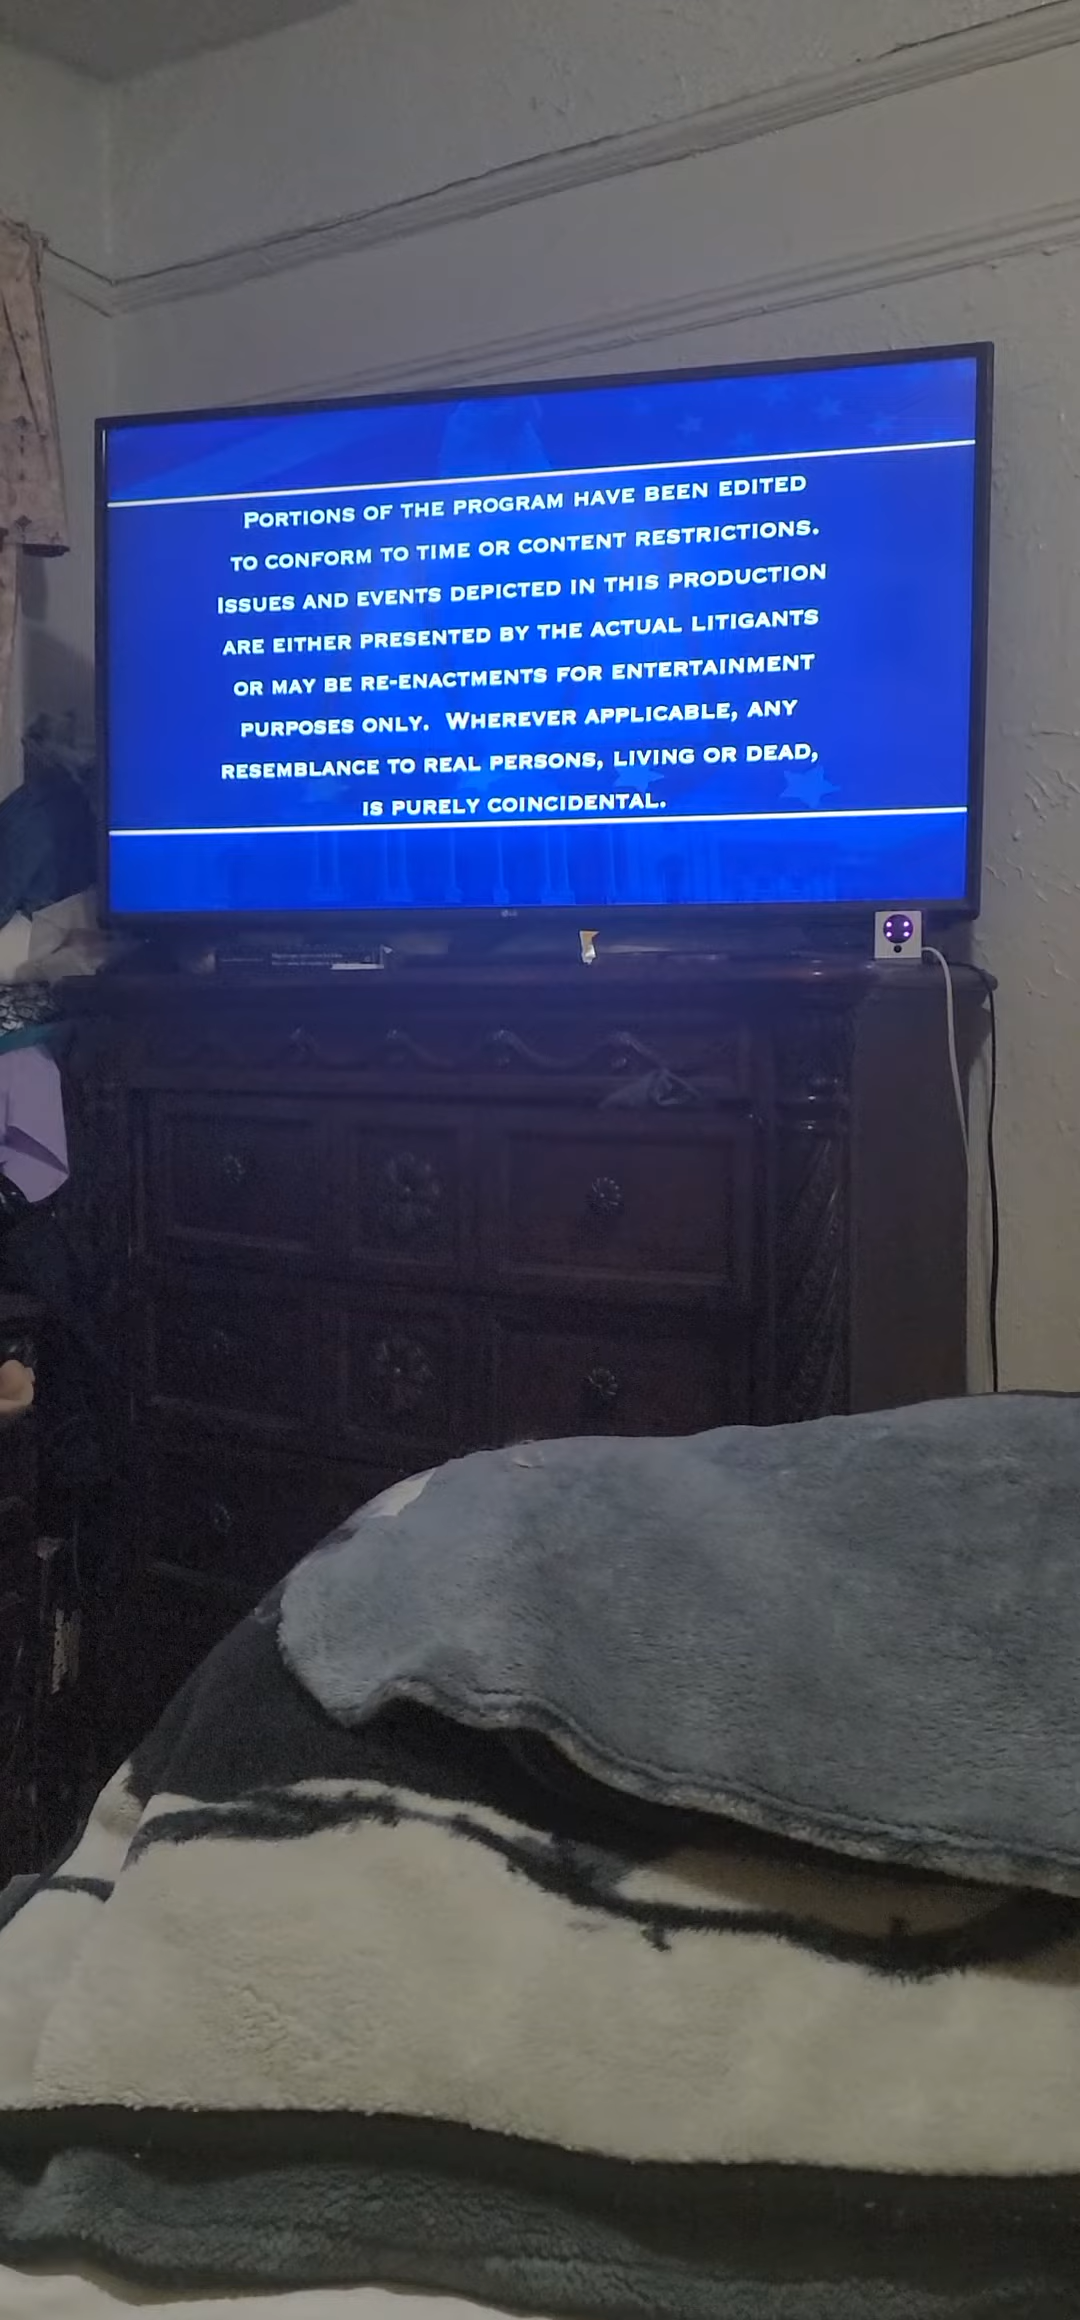 PORTIONS OF THE PROGRAM HAVE BEEN EDITED
TO CONFORM TO TIME OR CONTENT RESTRICTIONS.
ISSUES AND EVENTS DEPICTED IN THIS PRODUCTION
ARE EITHER PRESENTED BY THE ACTUAL LITIGANTS
OR MAY BE RE-ENACTMENTS FOR ENTERTAINMENT
PURPOSES ONLY. WHEREVER APPLICABLE, ANY
RESEMBLANCE TO REAL PERSONS, LIVING OR DEAD,
IS PURELY COINCIDENTAL.
LG